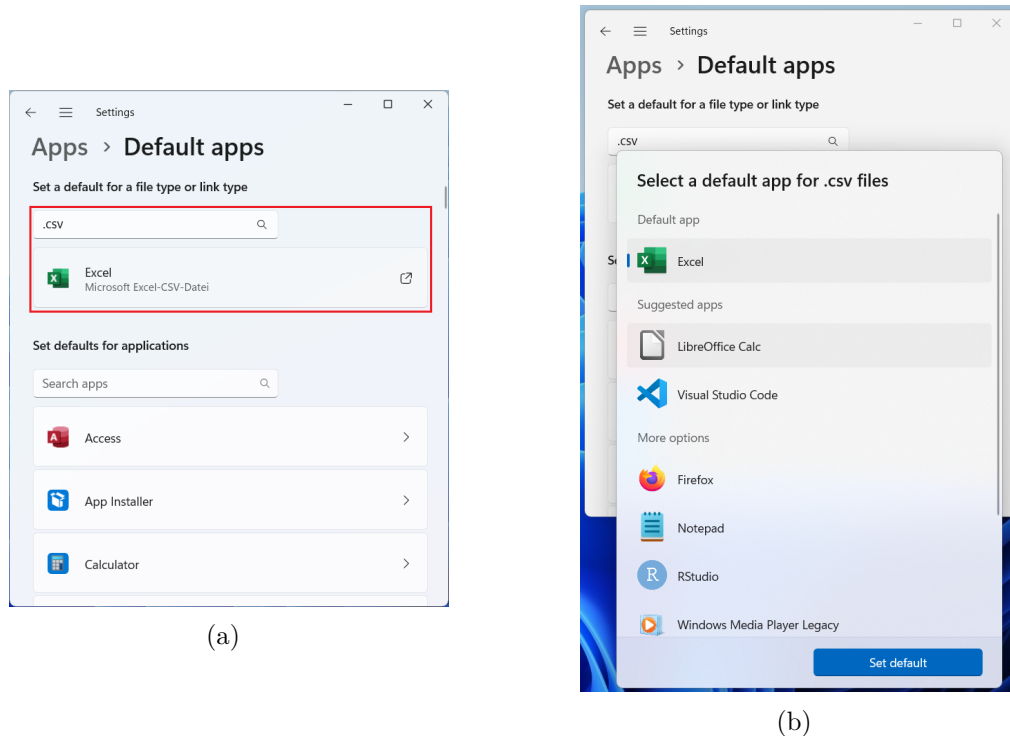 Settings
Apps > Default apps
Set a default for a file type or link type
.csv
Excel
Microsoft Excel-CSV-Datei
Set defaults for applications
Search apps
Access
App Installer
Calculator
(a)
Settings
Apps > Default apps
Set a default for a file type or link type
.csv
Select a default app for .csv files
Default app
Se
Excel
Suggested apps
LibreOffice Calc
Visual Studio Code
More options
Firefox
Notepad
R RStudio
Windows Media Player Legacy
Set default
(b)